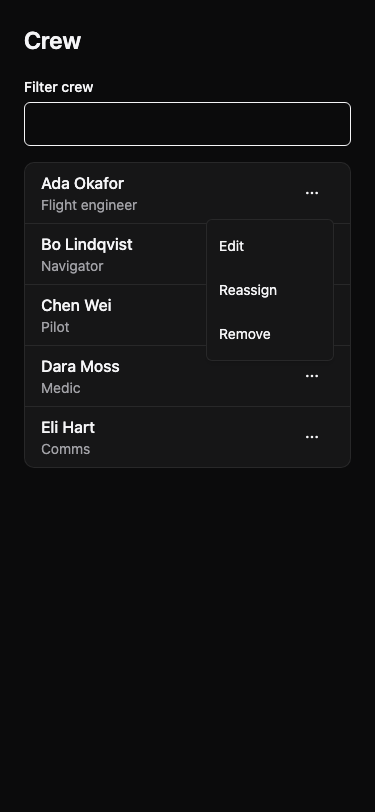 Crew
Filter crew
Ada Okafor
Flight engineer
Bo Lindqvist
Navigator
Edit
Chen Wei
Pilot
Reassign
Remove
Dara Moss
Medic
Eli Hart
Comms